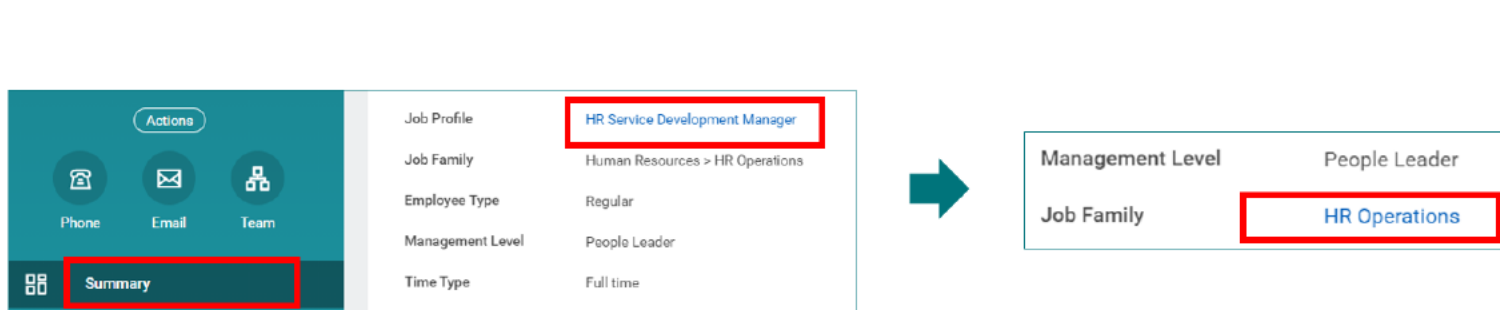 Actions
Phone Email Team
Summary
Job Profile HR Service Development Manager
Job Family Human Resources > HR Operations
Employee Type Regular
Management Level People Leader
Time Type Full time
Management Level People Leader
Job Family HR Operations